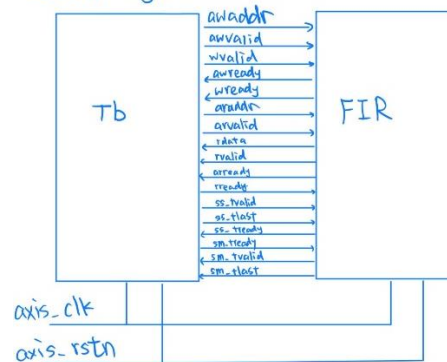 awaddr
awvalid
wvalid
awready
wready
araddr
arvalid
rdata
rvalid
arready
rready
ss_tvalid
ss_tlast
ss_tready
sm_tready
sm_tvalid
sm_tlast
Tb
FIR
axis_clk
axis_rstn